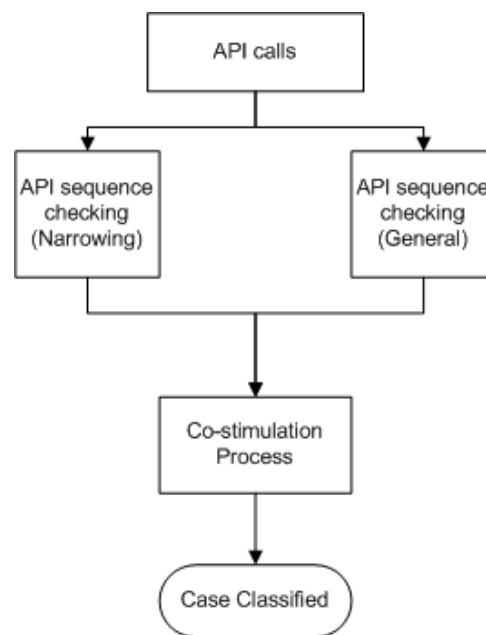 API calls
API sequence
checking
(Narrowing)
API sequence
checking
(General)
Co-stimulation
Process
Case Classified